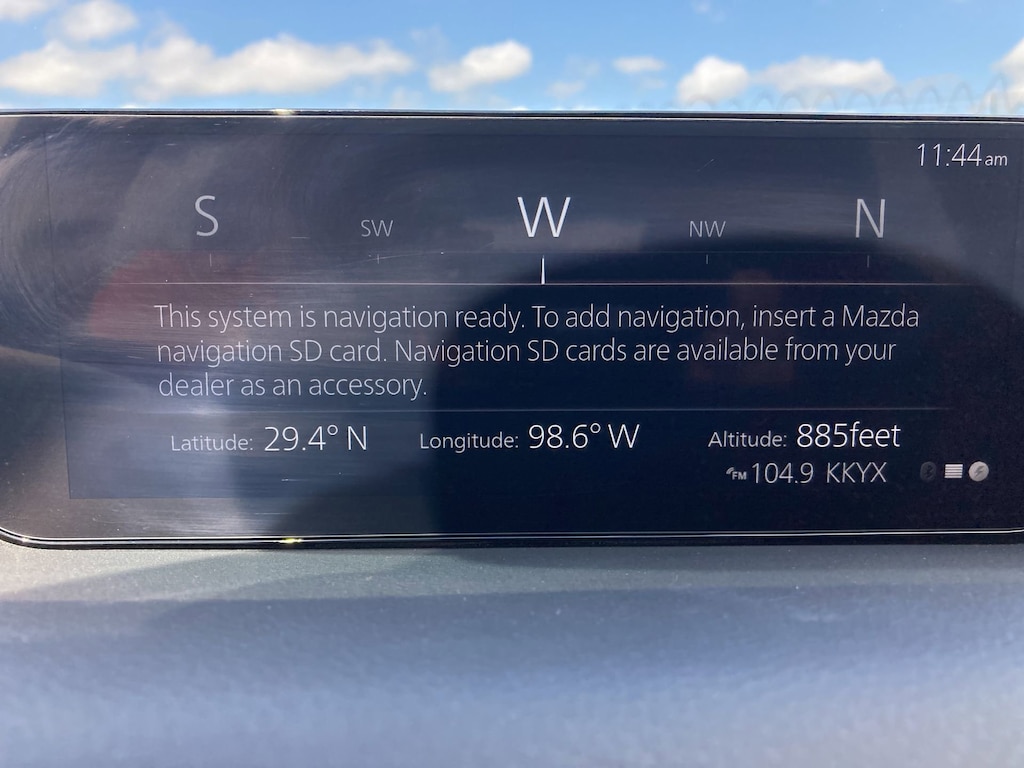 11:44am
S SW W NW N
This system is navigation ready. To add navigation, insert a Mazda
navigation SD card. Navigation SD cards are available from your
dealer as an accessory.
Latitude: 29.4° N Longitude: 98.6° W Altitude: 885feet
FM 104.9 KKYX